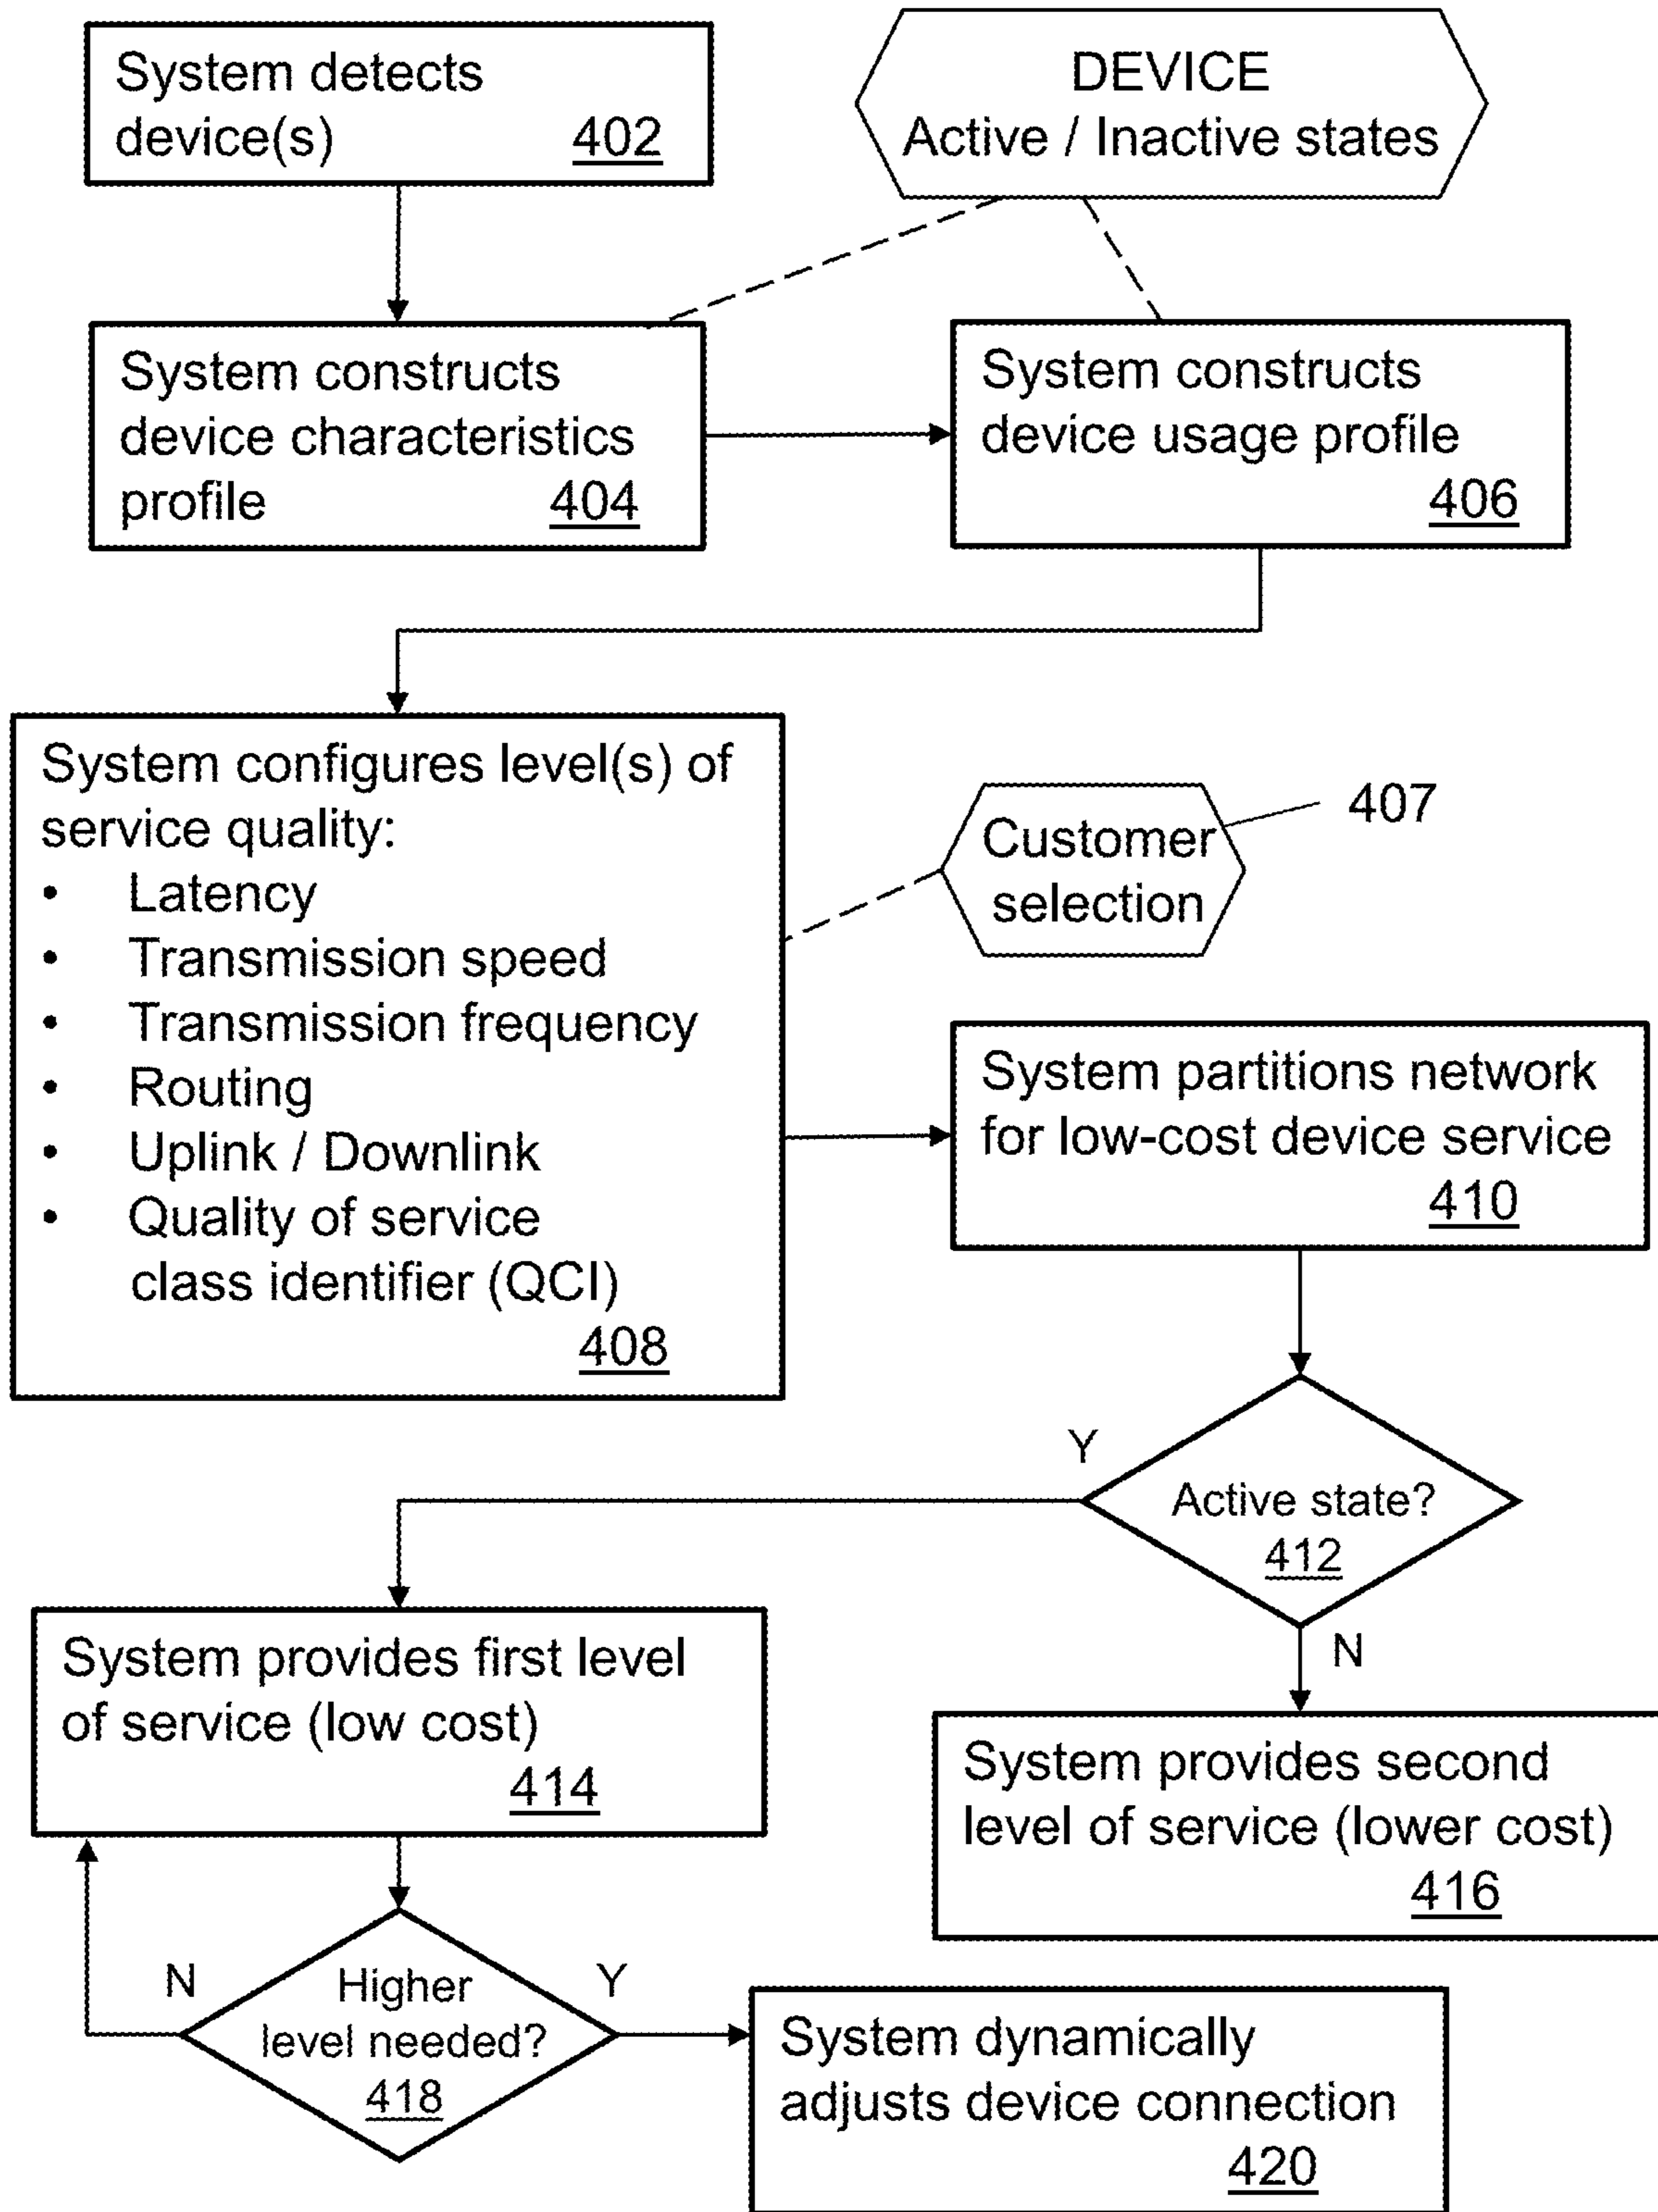 System detects
device(s) 402
DEVICE
Active / Inactive states
System constructs
device characteristics
profile 404
System constructs
device usage profile
406
System configures level(s) of
service quality:
• Latency
• Transmission speed
• Transmission frequency
• Routing
• Uplink / Downlink
• Quality of service
class identifier (QCI)
408
Customer
selection
407
System partitions network
for low-cost device service
410
Active state?
412
Y
N
System provides first level
of service (low cost)
414
System provides second
level of service (lower cost)
416
Higher
level needed?
418
N
Y
System dynamically
adjusts device connection
420